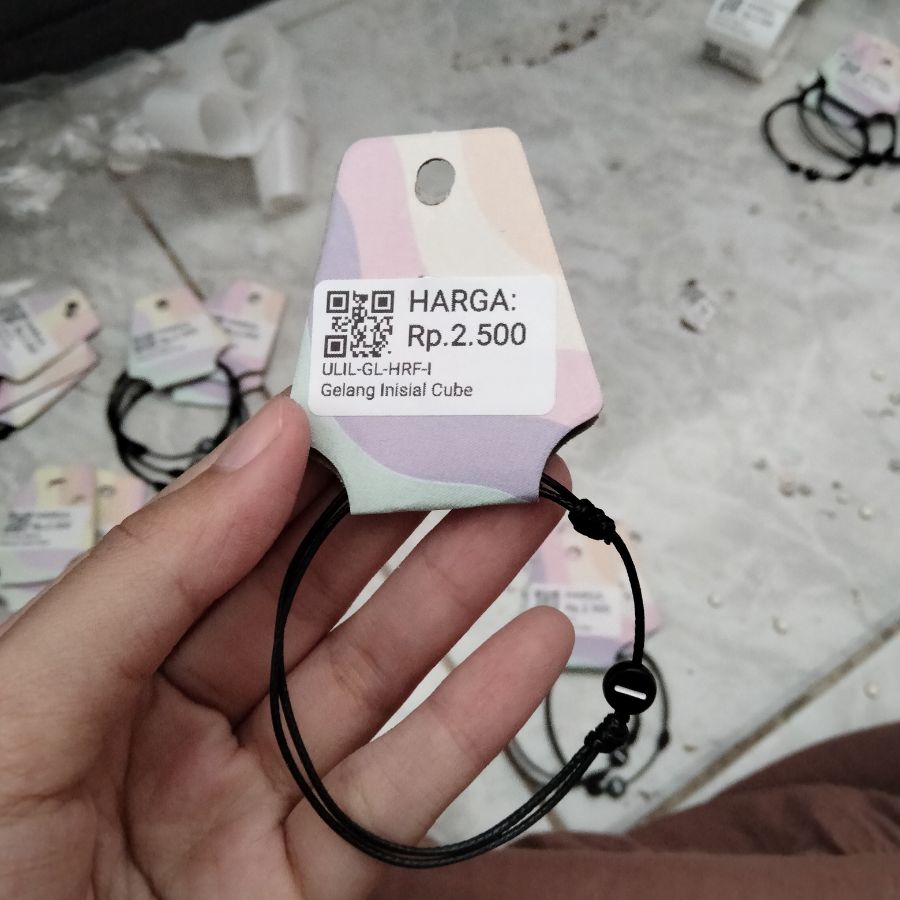 HARGA:
Rp.2.500
ULIL-GL-HRF-I
Gelang Inisial Cube
I